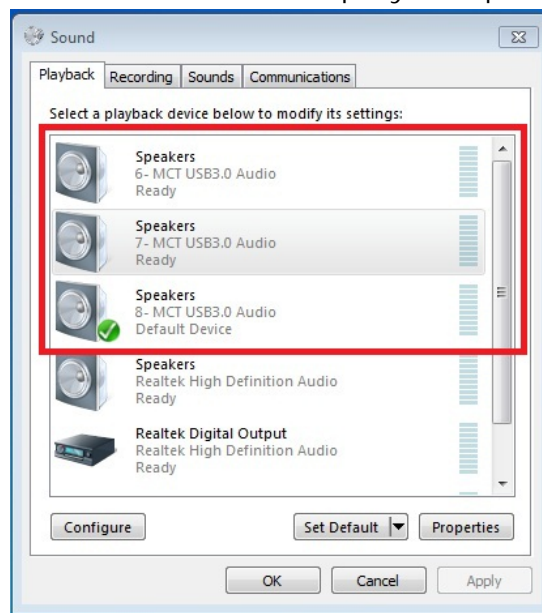 Sound
Playback Recording Sounds Communications
Select a playback device below to modify its settings:
Speakers
6- MCT USB3.0 Audio
Ready
Speakers
7- MCT USB3.0 Audio
Ready
Speakers
8- MCT USB3.0 Audio
Default Device
Speakers
Realtek High Definition Audio
Ready
Realtek Digital Output
Realtek High Definition Audio
Ready
Configure Set Default Properties
OK Cancel Apply